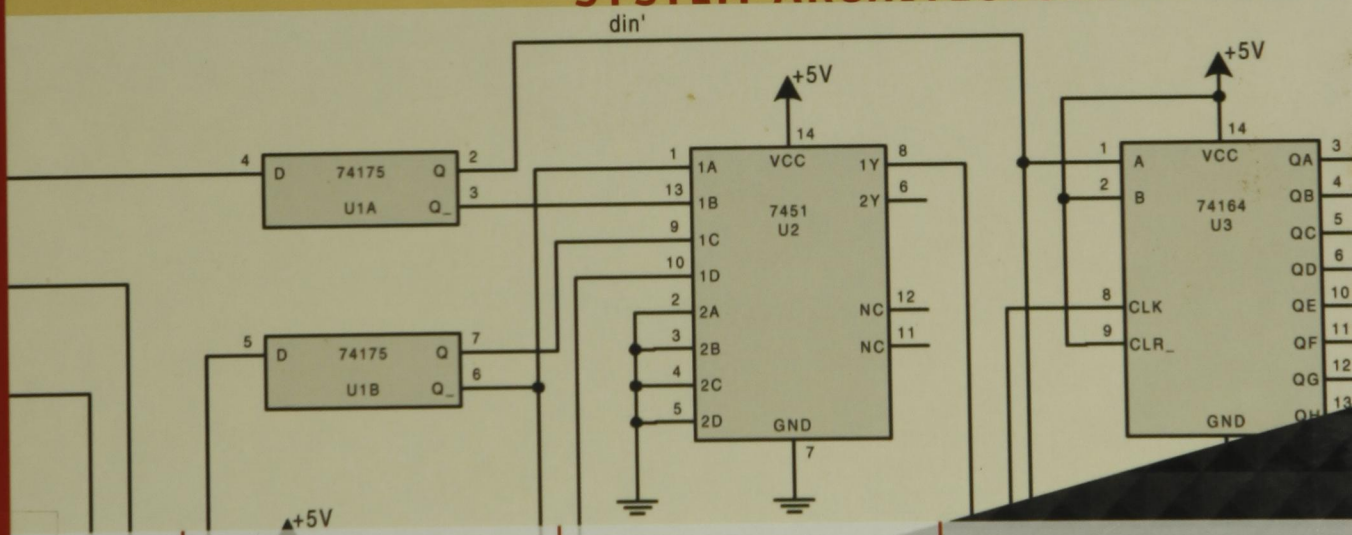 din'
+5V
+5V
4 D 74175 Q 2
U1A Q_ 3
5 D 74175 Q 7
U1B Q_ 6
14
VCC
1 1A 1Y 8
13 1B 2Y 6
7451
U2
9 1C
10 1D
2 2A NC 12
3 2B NC 11
4 2C
5 2D
GND
7
14
VCC
1 A QA 3
2 B QB 4
74164
U3
QC 5
QD 6
8 CLK QE 10
9 CLR_ QF 11
QG 12
QH 13
GND
+5V